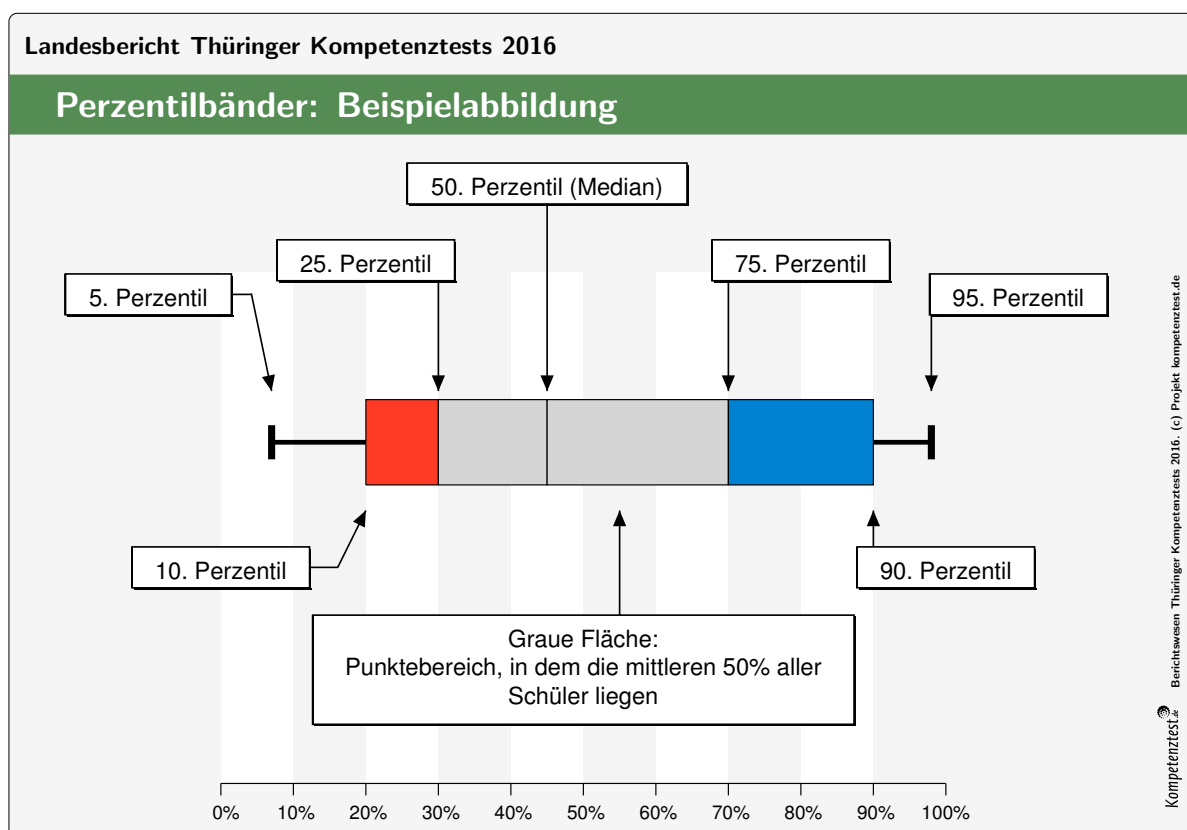 Landesbericht Thüringer Kompetenztests 2016
Perzentilbänder: Beispielabbildung
50. Perzentil (Median)
25. Perzentil
75. Perzentil
5. Perzentil
95. Perzentil
10. Perzentil
90. Perzentil
Graue Fläche:
Punktebereich, in dem die mittleren 50% aller
Schüler liegen
0% 10% 20% 30% 40% 50% 60% 70% 80% 90% 100%
Berichtswesen Thüringer Kompetenztests 2016. (c) Projekt kompetenztest.de
Kompetenztest.de